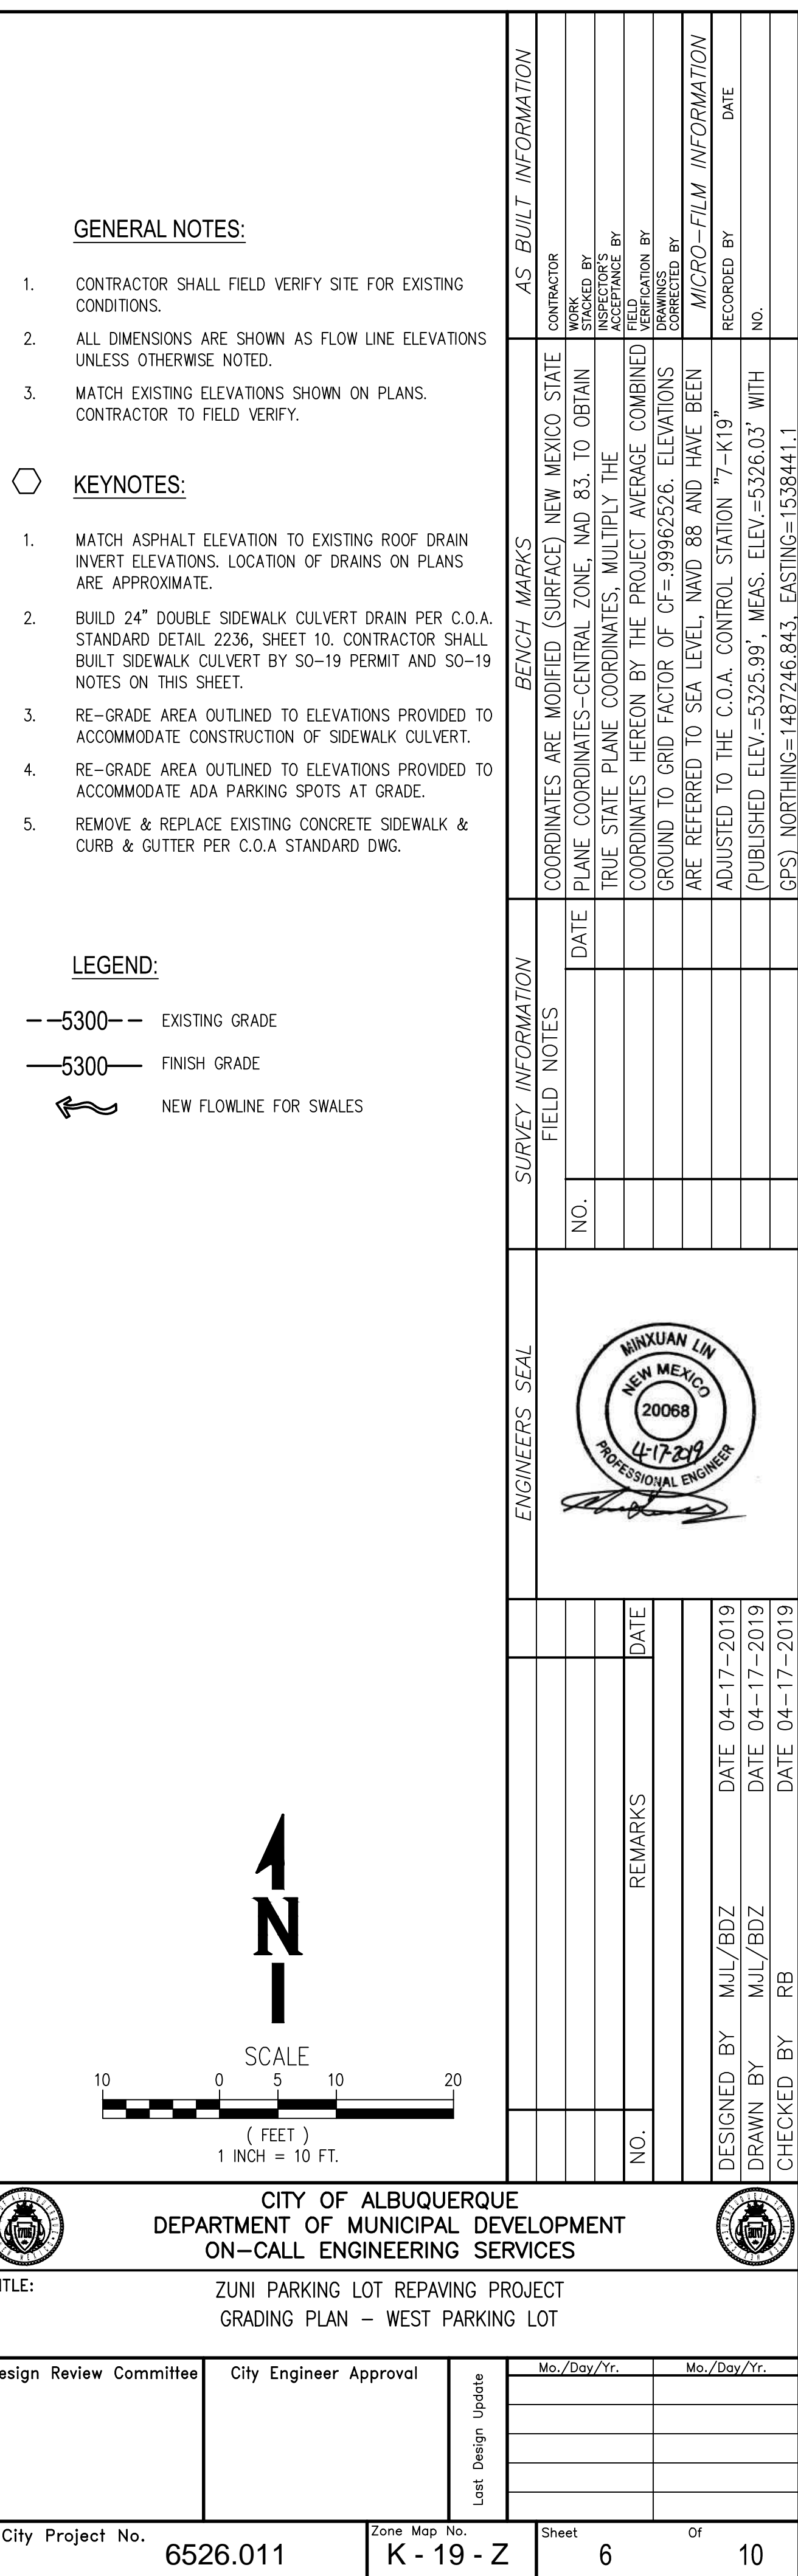 GENERAL NOTES:
1. CONTRACTOR SHALL FIELD VERIFY SITE FOR EXISTING
CONDITIONS.
2. ALL DIMENSIONS ARE SHOWN AS FLOW LINE ELEVATIONS
UNLESS OTHERWISE NOTED.
3. MATCH EXISTING ELEVATIONS SHOWN ON PLANS.
CONTRACTOR TO FIELD VERIFY.
KEYNOTES:
1. MATCH ASPHALT ELEVATION TO EXISTING ROOF DRAIN
INVERT ELEVATIONS. LOCATION OF DRAINS ON PLANS
ARE APPROXIMATE.
2. BUILD 24" DOUBLE SIDEWALK CULVERT DRAIN PER C.O.A.
STANDARD DETAIL 2236, SHEET 10. CONTRACTOR SHALL
BUILT SIDEWALK CULVERT BY SO-19 PERMIT AND SO-19
NOTES ON THIS SHEET.
3. RE-GRADE AREA OUTLINED TO ELEVATIONS PROVIDED TO
ACCOMMODATE CONSTRUCTION OF SIDEWALK CULVERT.
4. RE-GRADE AREA OUTLINED TO ELEVATIONS PROVIDED TO
ACCOMMODATE ADA PARKING SPOTS AT GRADE.
5. REMOVE & REPLACE EXISTING CONCRETE SIDEWALK &
CURB & GUTTER PER C.O.A STANDARD DWG.
LEGEND:
5300 EXISTING GRADE
5300 FINISH GRADE
NEW FLOWLINE FOR SWALES
N
SCALE
10 0 5 10 20
( FEET )
1 INCH = 10 FT.
AS BUILT INFORMATION
CONTRACTOR
WORK
STACKED BY
INSPECTOR'S
ACCEPTANCE BY
FIELD
VERIFICATION BY
DRAWINGS
CORRECTED BY
MICRO-FILM INFORMATION
RECORDED BY DATE
NO.
BENCH MARKS
COORDINATES ARE MODIFIED (SURFACE) NEW MEXICO STATE
PLANE COORDINATES-CENTRAL ZONE, NAD 83. TO OBTAIN
TRUE STATE PLANE COORDINATES, MULTIPLY THE
COORDINATES HEREON BY THE PROJECT AVERAGE COMBINED
GROUND TO GRID FACTOR OF CF=.99962526. ELEVATIONS
ARE REFERRED TO SEA LEVEL, NAVD 88 AND HAVE BEEN
ADJUSTED TO THE C.O.A. CONTROL STATION "7-K19"
(PUBLISHED ELEV.=5325.99', MEAS. ELEV.=5326.03' WITH
GPS) NORTHING=1487246.843, EASTING=1538441.1
SURVEY INFORMATION
FIELD NOTES
NO. DATE
ENGINEERS SEAL
MINXUAN LIN
NEW MEXICO
20068
4-17-2019
PROFESSIONAL ENGINEER
NO. REMARKS DATE
DESIGNED BY MJL/BDZ DATE 04-17-2019
DRAWN BY MJL/BDZ DATE 04-17-2019
CHECKED BY RB DATE 04-17-2019
CITY OF ALBUQUERQUE
DEPARTMENT OF MUNICIPAL DEVELOPMENT
ON-CALL ENGINEERING SERVICES
ITLE: ZUNI PARKING LOT REPAVING PROJECT
GRADING PLAN - WEST PARKING LOT
esign Review Committee
City Engineer Approval
Last Design Update
Mo./Day/Yr. Mo./Day/Yr.
City Project No. 6526.011
Zone Map No. K - 19 - Z
Sheet 6 Of 10